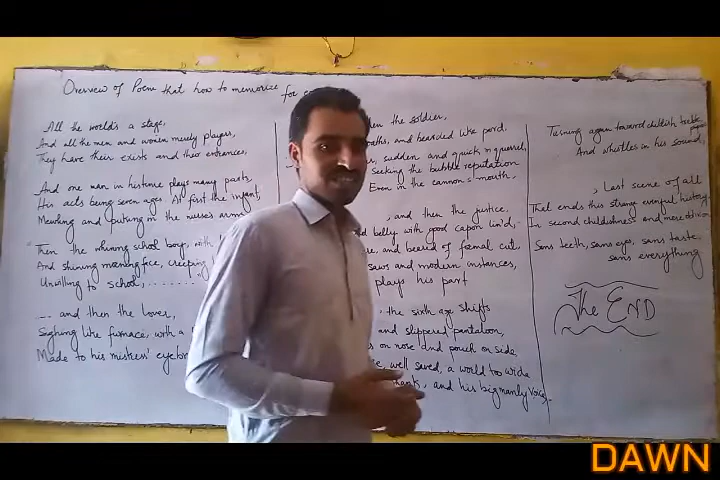 Overview of Poem that how to memorize for
All the world's a stage,
And all the men and women merely players,
They have their exists and their entrances,
And one man in his time plays many parts,
His acts being seven ages. At first the infant,
Mewling and puking in the nurse's arms
Then the whining school boy, with
And shining morning face, creeping
Unwilling to school, ........
... and then the Lover,
Sighing like furnace, with a
Made to his mistress' eyebr
the soldier,
and bearded like pard.
sudden and quick in quarrel,
Seeking the bubble reputation
Even in the cannon's mouth,
, and then the justice.
belly with good capon lin'd,
and beard of formal cut
saws and modern instances,
plays his part
, the sixth age shifts
and slippered pantaloon,
on nose and pouch on side,
well saved, a world too wide
shank, and his big manly voice,
Turning again toward childish treble,
pipes
And whistles in his sound,
, Last scene of all
That ends this strange eventful history
In second childishness and mere oblivion
Sans teeth, sans eyes, sans taste,
sans everything
The END
DAWN